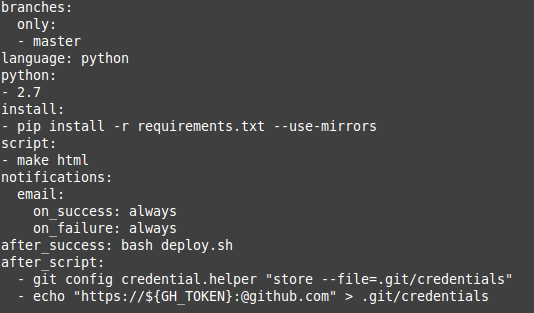 branches:
  only:
  - master
language: python
python:
- 2.7
install:
- pip install -r requirements.txt --use-mirrors
script:
- make html
notifications:
  email:
    on_success: always
    on_failure: always
after_success: bash deploy.sh
after_script:
  - git config credential.helper "store --file=.git/credentials"
  - echo "https://${GH_TOKEN}:@github.com" > .git/credentials